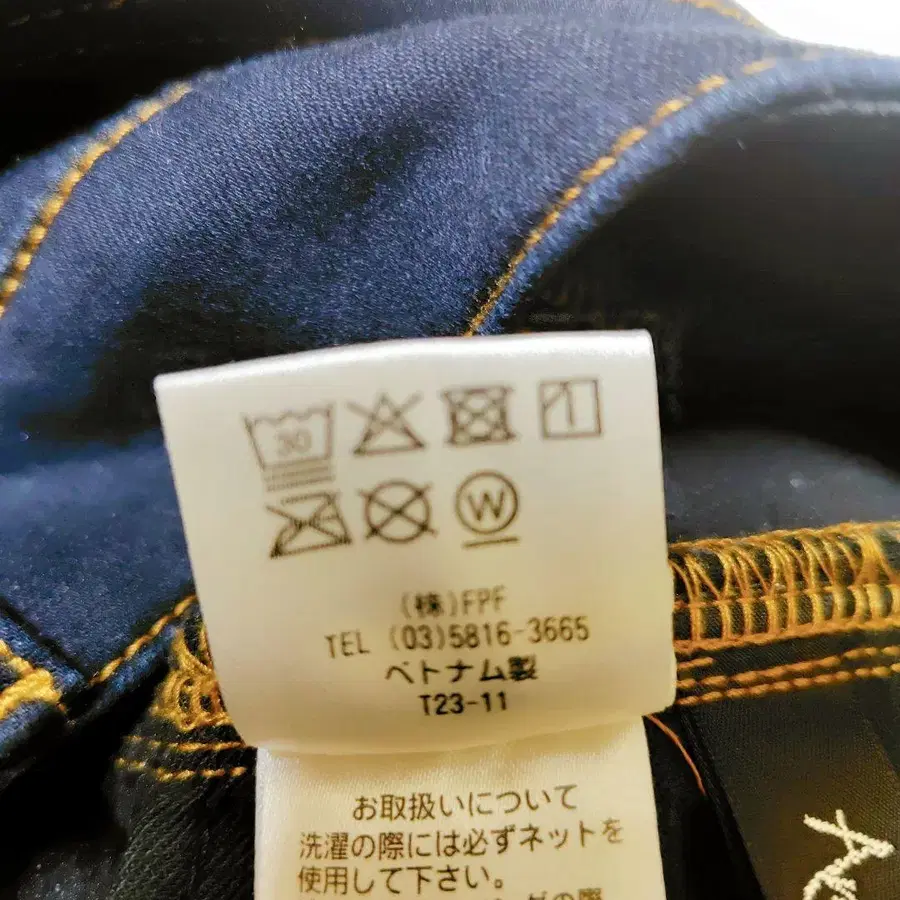 30
W
(株)FPF
TEL (03)5816-3665
ベトナム製
T23-11
お取扱いについて
洗濯の際には必ずネットを
使用して下さい。